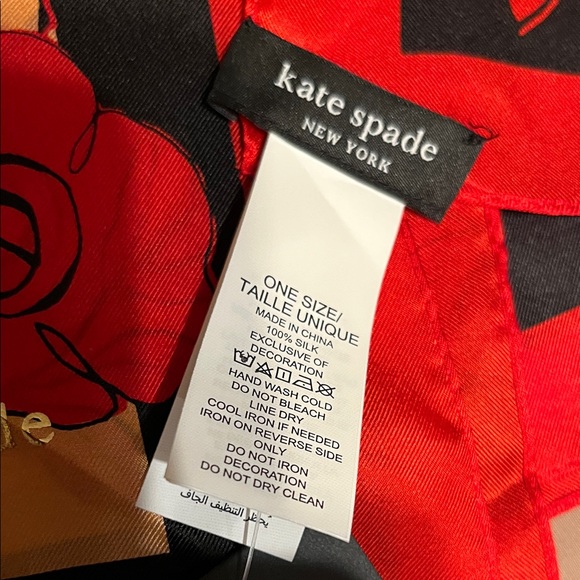 kate spade
NEW YORK
ONE SIZE/
TAILLE UNIQUE
MADE IN CHINA
100% SILK
EXCLUSIVE OF
DECORATION
HAND WASH COLD
DO NOT BLEACH
LINE DRY
COOL IRON IF NEEDED
IRON ON REVERSE SIDE
ONLY
DO NOT IRON
DECORATION
DO NOT DRY CLEAN
يُحظر التنظيف الجاف